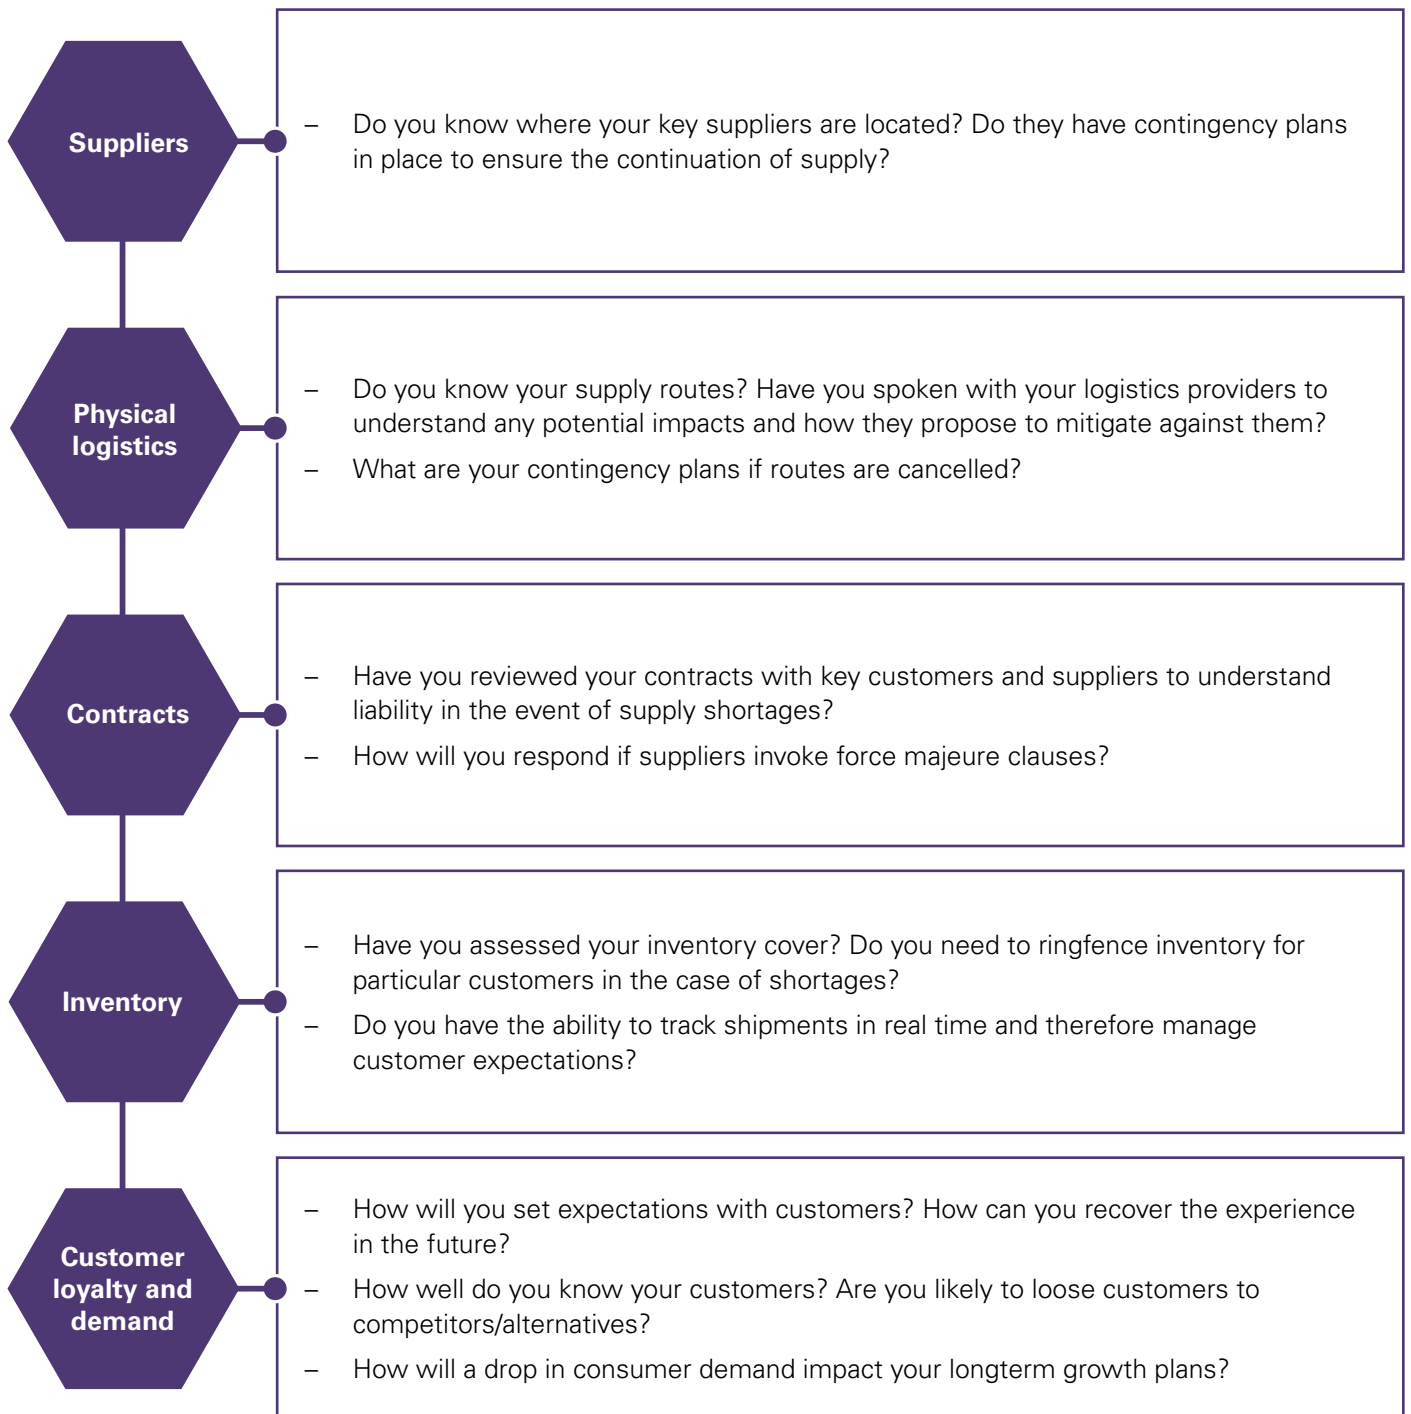 Suppliers
– Do you know where your key suppliers are located? Do they have contingency plans
in place to ensure the continuation of supply?
Physical
logistics
– Do you know your supply routes? Have you spoken with your logistics providers to
understand any potential impacts and how they propose to mitigate against them?
– What are your contingency plans if routes are cancelled?
Contracts
– Have you reviewed your contracts with key customers and suppliers to understand
liability in the event of supply shortages?
– How will you respond if suppliers invoke force majeure clauses?
Inventory
– Have you assessed your inventory cover? Do you need to ringfence inventory for
particular customers in the case of shortages?
– Do you have the ability to track shipments in real time and therefore manage
customer expectations?
Customer
loyalty and
demand
– How will you set expectations with customers? How can you recover the experience
in the future?
– How well do you know your customers? Are you likely to loose customers to
competitors/alternatives?
– How will a drop in consumer demand impact your longterm growth plans?